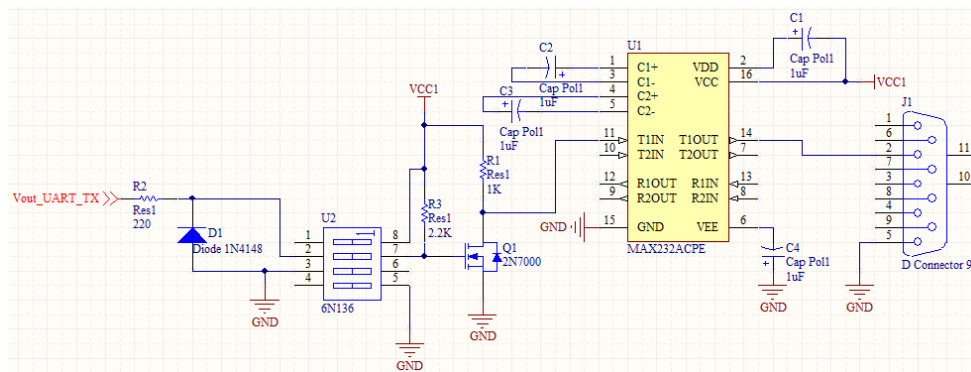 C1
Cap Pol1
1uF
C2
Cap Pol1
1uF
C3
Cap Pol1
1uF
U1
1 C1+ VDD 2
3 C1- VCC 16
4 C2+
5 C2-
11 T1IN T1OUT 14
10 T2IN T2OUT 7
12 R1OUT R1IN 13
9 R2OUT R2IN 8
15 GND VEE 6
MAX232ACPE
VCC1
GND
C4
Cap Pol1
1uF
GND
J1
1
6
2
7
3
8
4
9
5
11
10
D Connector 9
GND
VCC1
R1
Res1
1K
R3
Res1
2.2K
Q1
2N7000
GND
Vout_UART_TX
R2
Res1
220
D1
Diode 1N4148
GND
U2
1 8
2 7
3 6
4 5
6N136
GND